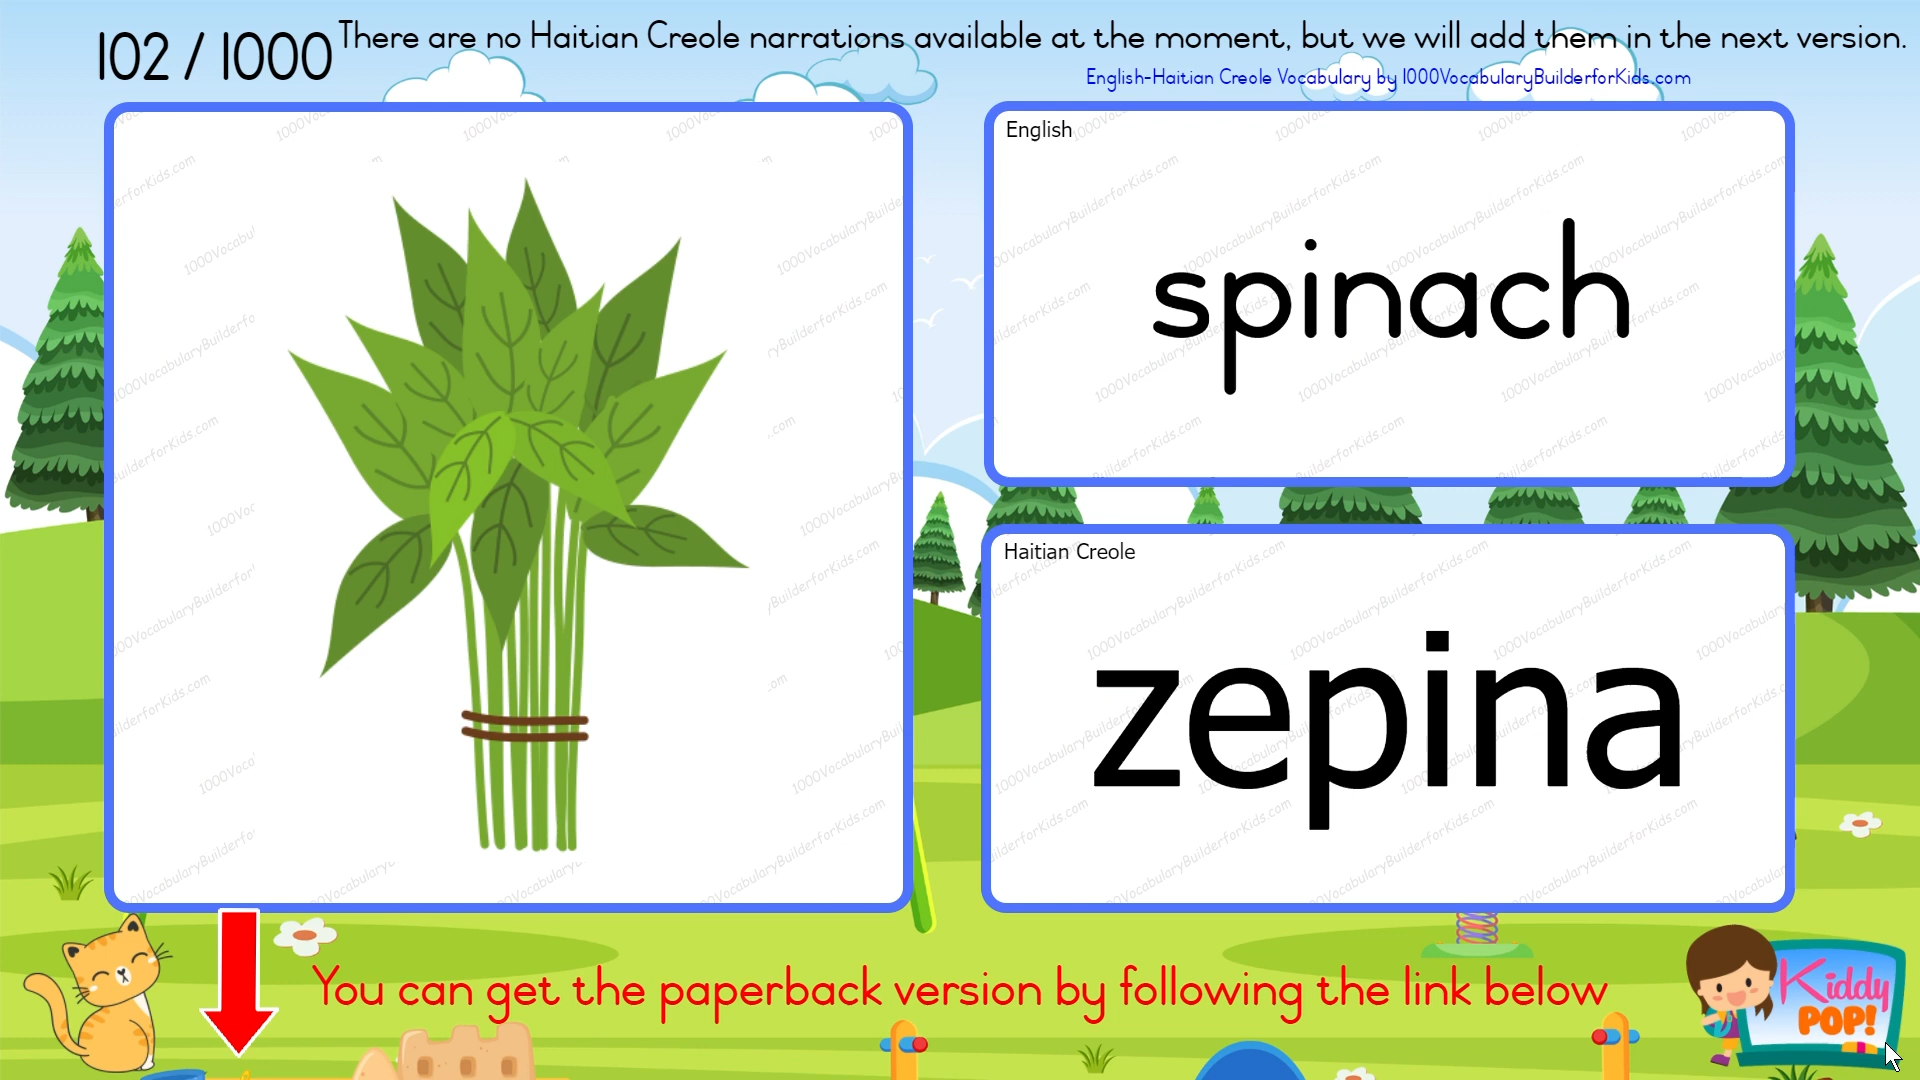 102 / 1000
There are no Haitian Creole narrations available at the moment, but we will add them in the next version.
English-Haitian Creole Vocabulary by 1000VocabularyBuilderforKids.com
English
spinach
Haitian Creole
zepina
You can get the paperback version by following the link below
Kiddy
POP!